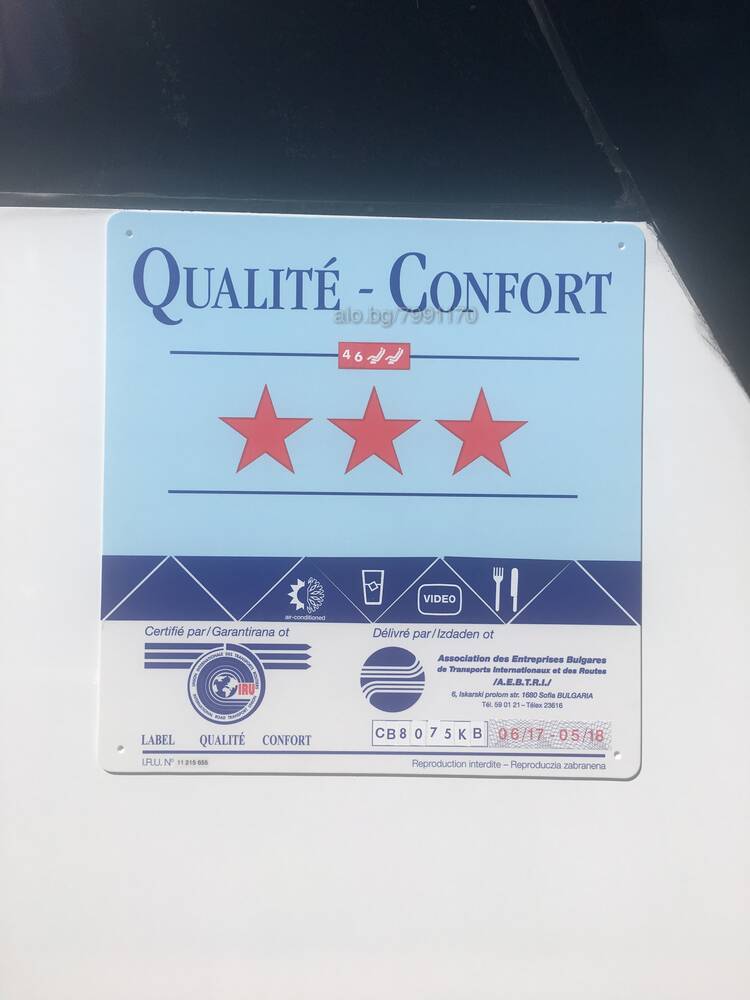 QUALITÉ - CONFORT
alo.bg/7991170
46
air-conditioned
VIDEO
Certifié par/Garantirana ot
Délivré par/Izdaden ot
IRU
Association des Entreprises Bulgares
de Transports Internationaux et des Routes
/A.E.B.T.R.I./
6, Iskarski prolom str. 1680 Sofia BULGARIA
Tél. 59 01 21 – Télex 23616
LABEL QUALITÉ CONFORT
CB8075KB 06/17-05/18
I.R.U. N° 11 215 655
Reproduction interdite – Reproduczia zabranena